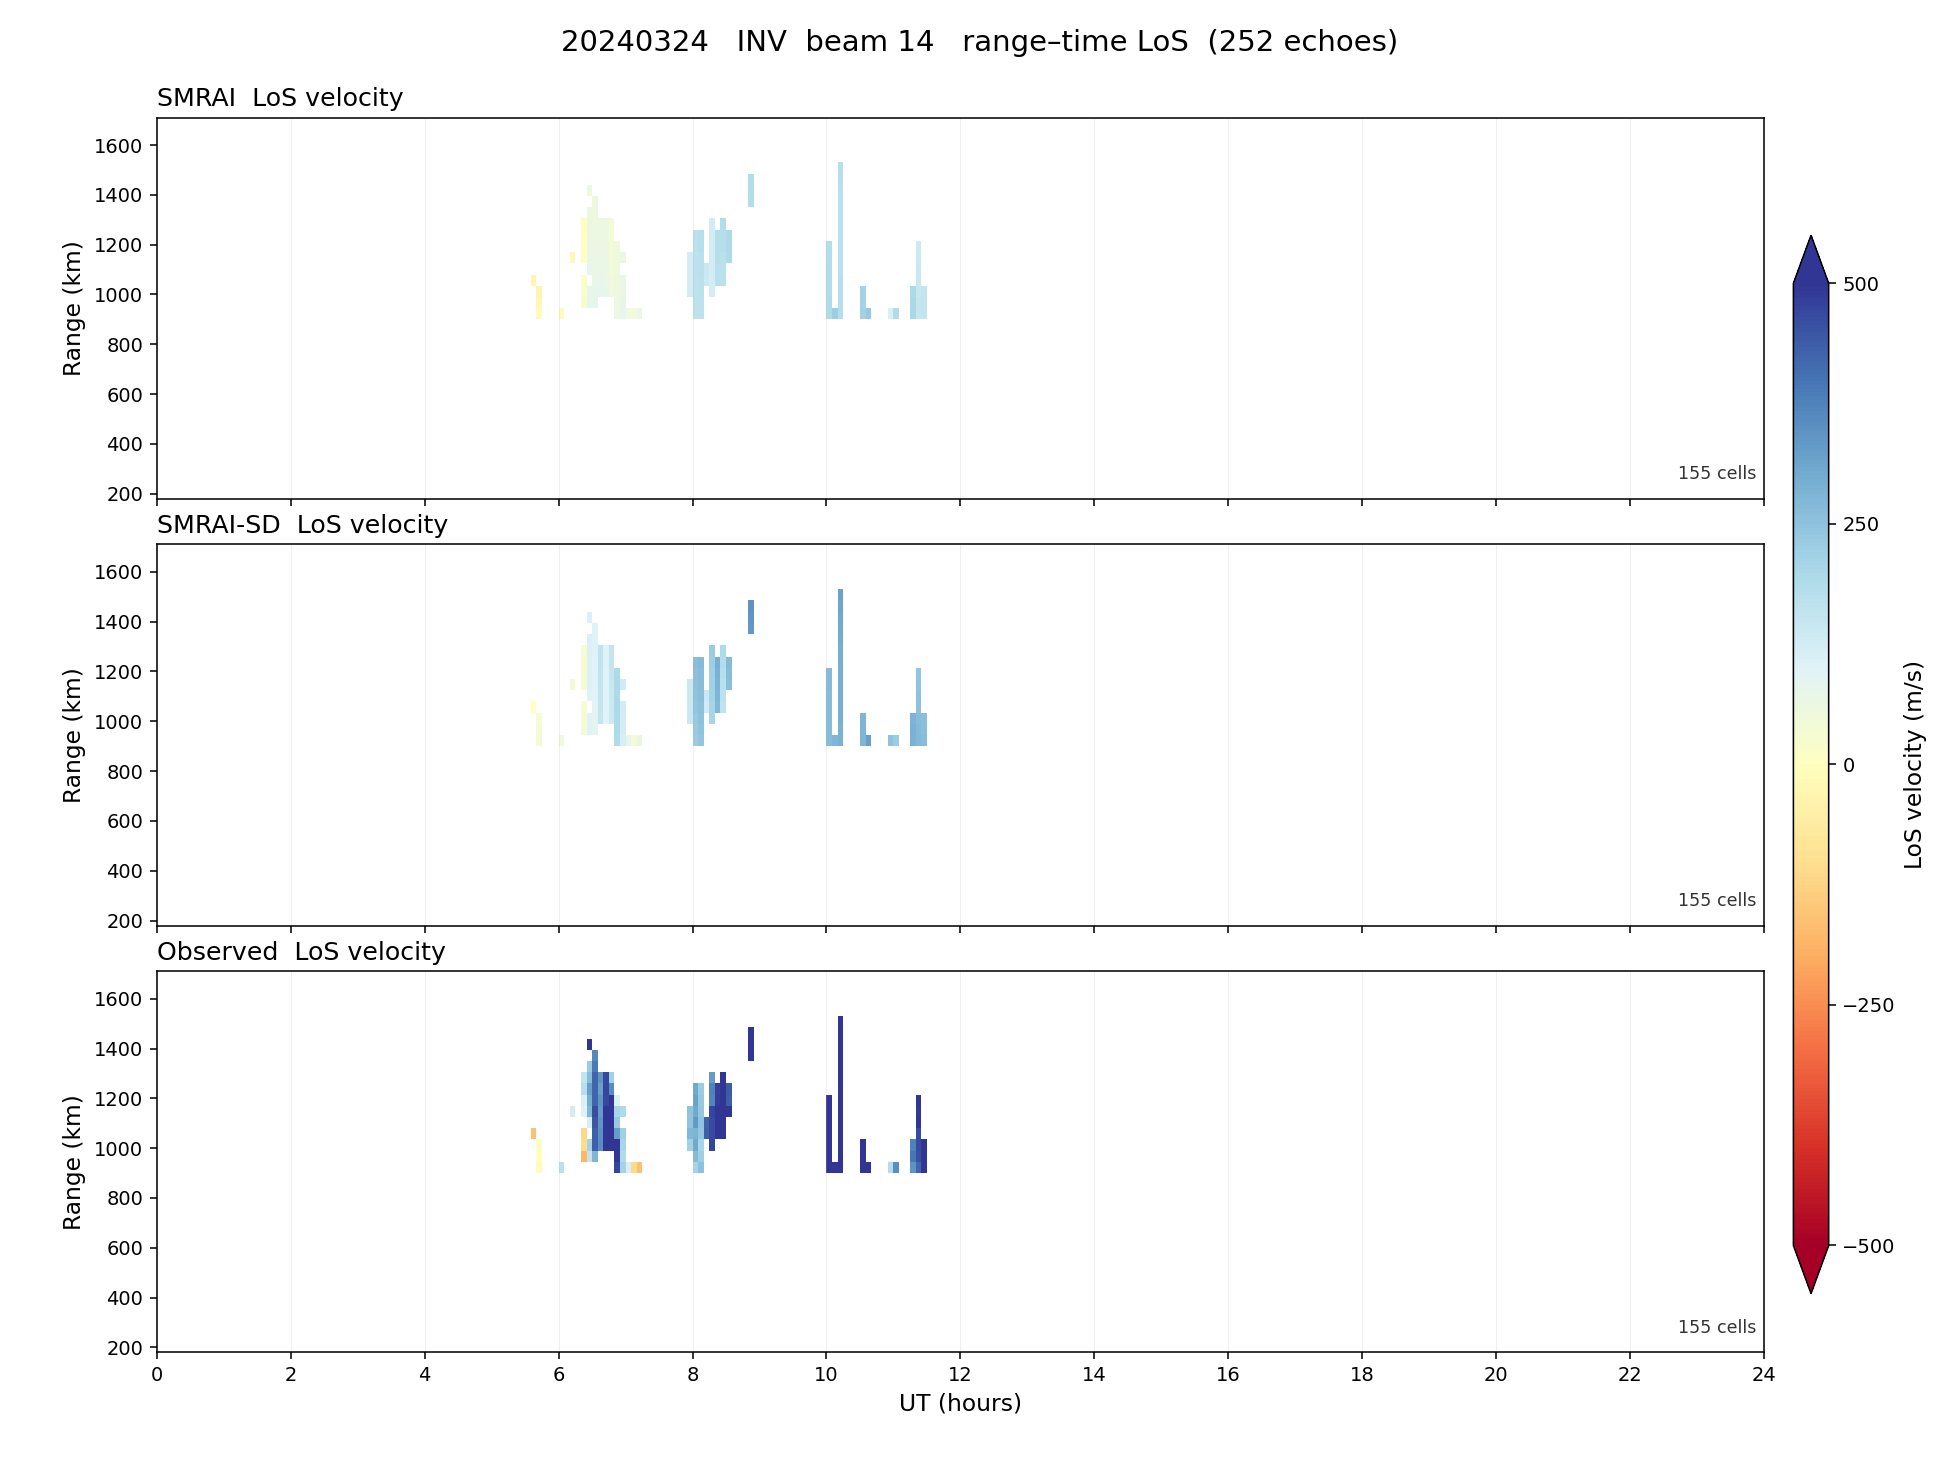 20240324   INV  beam 14   range–time LoS  (252 echoes)
SMRAI  LoS velocity
1600
1400
1200
1000
800
600
400
200
Range (km)
155 cells
SMRAI-SD  LoS velocity
1600
1400
1200
1000
800
600
400
200
Range (km)
155 cells
Observed  LoS velocity
1600
1400
1200
1000
800
600
400
200
Range (km)
155 cells
0 2 4 6 8 10 12 14 16 18 20 22 24
UT (hours)
500
250
0
−250
−500
LoS velocity (m/s)